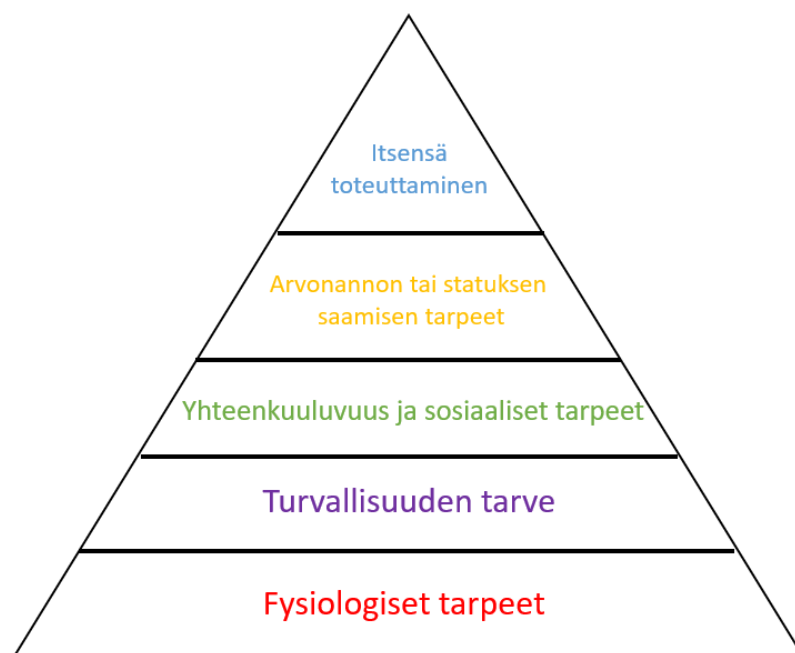 Itsensä
toteuttaminen
Arvonannon tai statuksen
saamisen tarpeet
Yhteenkuuluvuus ja sosiaaliset tarpeet
Turvallisuuden tarve
Fysiologiset tarpeet